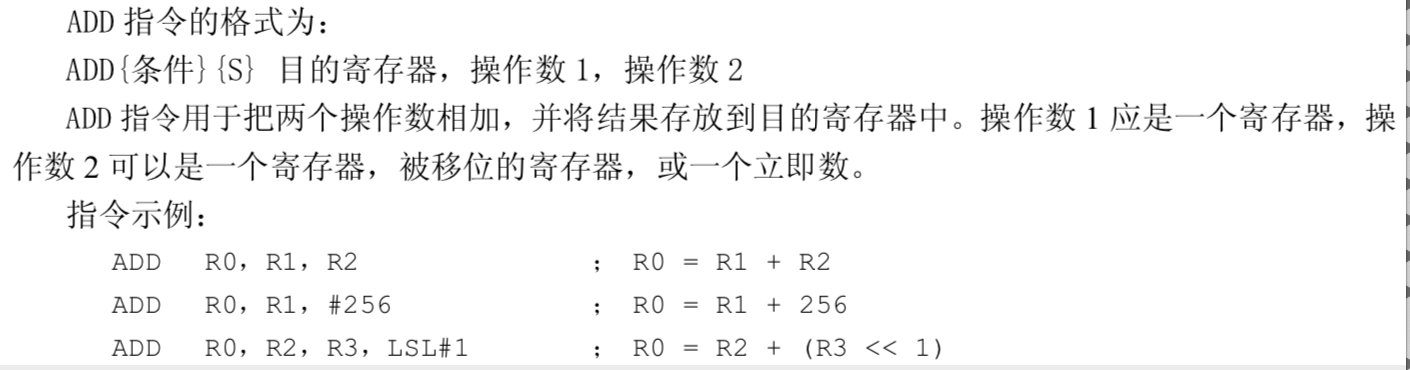 ADD 指令的格式为：
ADD{条件}{S} 目的寄存器，操作数 1，操作数 2
ADD 指令用于把两个操作数相加，并将结果存放到目的寄存器中。操作数 1 应是一个寄存器，操
作数 2 可以是一个寄存器，被移位的寄存器，或一个立即数。
指令示例：
ADD R0，R1，R2 ； R0 = R1 + R2
ADD R0，R1，#256 ； R0 = R1 + 256
ADD R0，R2，R3，LSL#1 ； R0 = R2 + (R3 << 1)